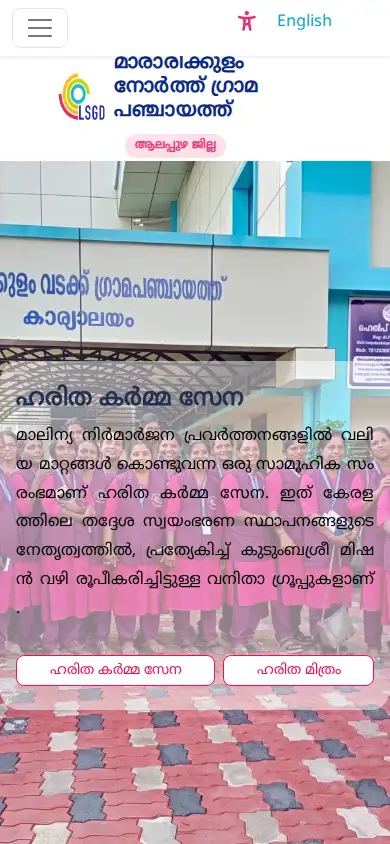 English
മാരാരിക്കുളം
നോർത്ത് ഗ്രാമ
പഞ്ചായത്ത്
LSGD
ആലപ്പുഴ ജില്ല
വടക്ക് ഗ്രാമപഞ്ചായത്ത്
കാര്യാലയം
ഹരിത കർമ്മ സേന
മാലിന്യ നിർമാർജന പ്രവർത്തനങ്ങളിൽ വലി
യ മാറ്റങ്ങൾ കൊണ്ടുവന്ന ഒരു സാമൂഹിക സം
രംഭമാണ് ഹരിത കർമ്മ സേന. ഇത് കേരള
ത്തിലെ തദ്ദേശ സ്വയംഭരണ സ്ഥാപനങ്ങളുടെ
നേതൃത്വത്തിൽ, പ്രത്യേകിച്ച് കുടുംബശ്രീ മിഷ
ൻ വഴി രൂപീകരിച്ചിട്ടുള്ള വനിതാ ഗ്രൂപ്പുകളാണ്
.
ഹരിത കർമ്മ സേന - ഹരിത മിത്രം